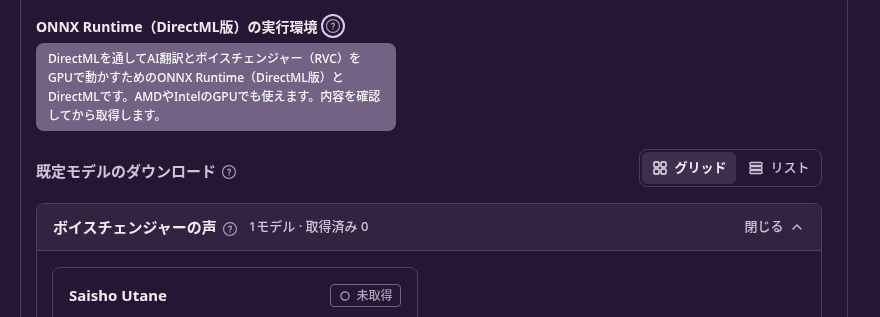 ONNX Runtime（DirectML版）の実行環境 ?
DirectMLを通してAI翻訳とボイスチェンジャー（RVC）を
GPUで動かすためのONNX Runtime（DirectML版）と
DirectMLです。AMDやIntelのGPUでも使えます。内容を確認
してから取得します。
既定モデルのダウンロード ?
グリッド リスト
ボイスチェンジャーの声 ? 1モデル · 取得済み 0 閉じる
Saisho Utane 未取得